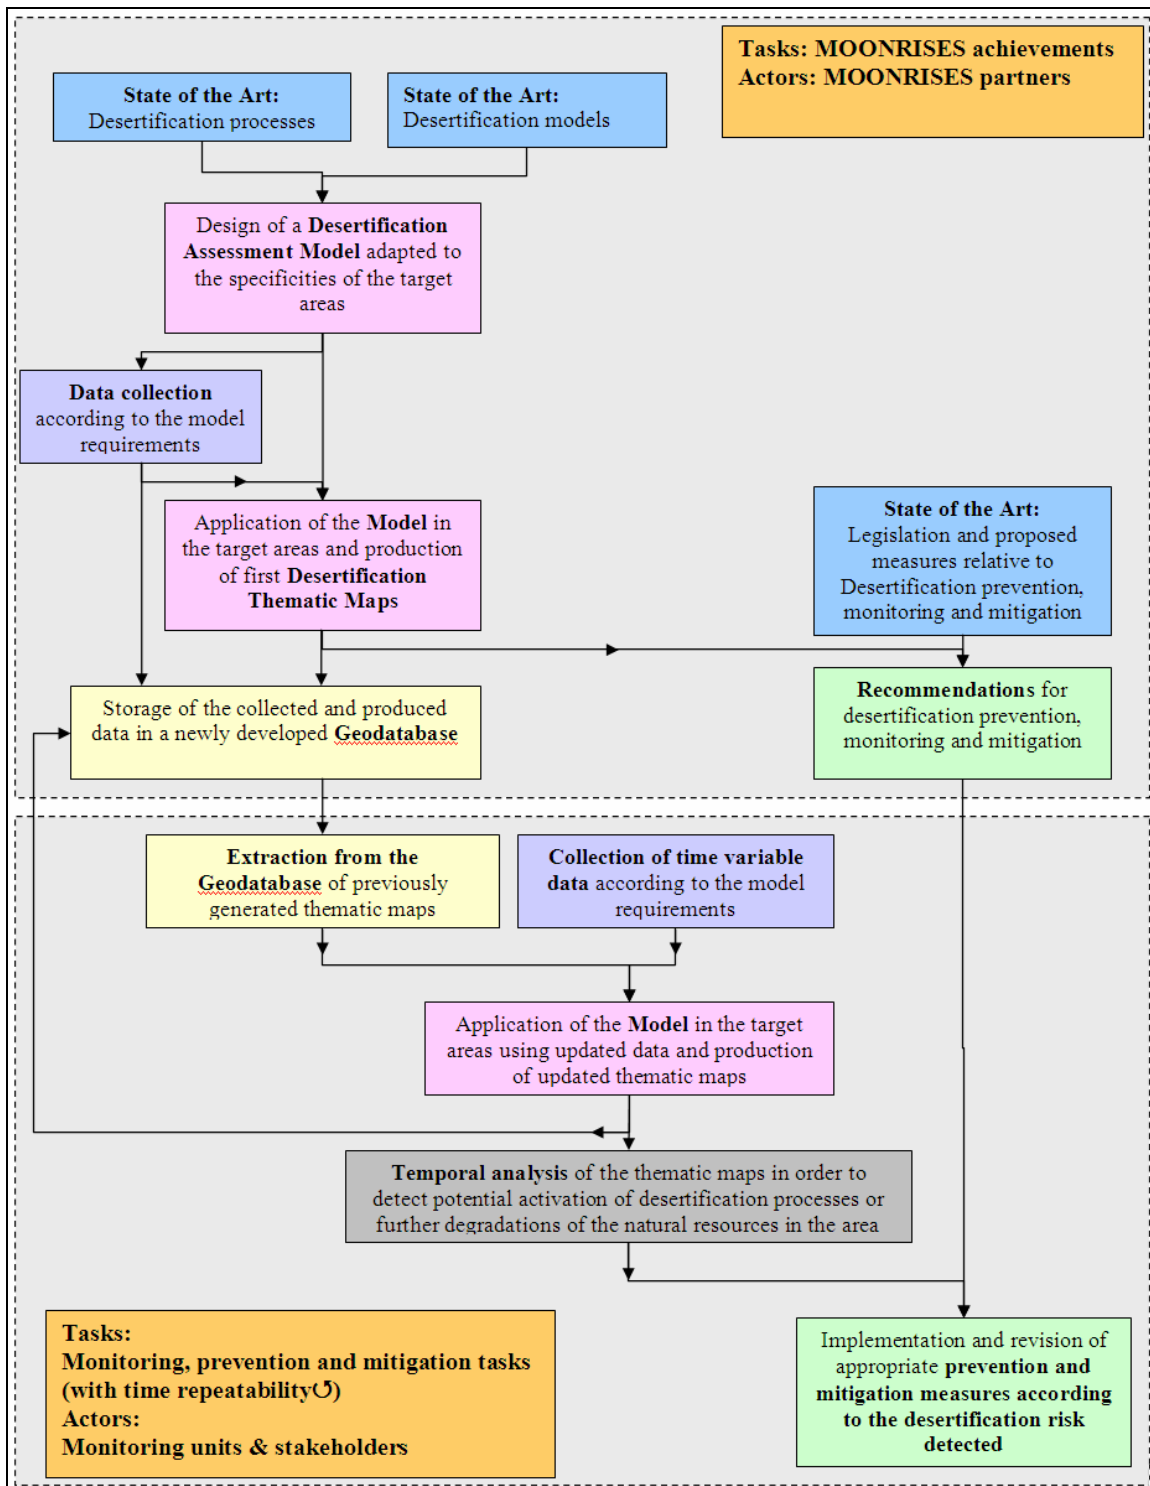 Tasks: MOONRISES achievements
Actors: MOONRISES partners
State of the Art:
Desertification processes
State of the Art:
Desertification models
Design of a Desertification
Assessment Model adapted to
the specificities of the target
areas
Data collection
according to the model
requirements
Application of the Model in
the target areas and production
of first Desertification
Thematic Maps
State of the Art:
Legislation and proposed
measures relative to
Desertification prevention,
monitoring and mitigation
Storage of the collected and produced
data in a newly developed Geodatabase
Recommendations for
desertification prevention,
monitoring and mitigation
Extraction from the
Geodatabase of previously
generated thematic maps
Collection of time variable
data according to the model
requirements
Application of the Model in the target
areas using updated data and production
of updated thematic maps
Temporal analysis of the thematic maps in order to
detect potential activation of desertification processes or
further degradations of the natural resources in the area
Tasks:
Monitoring, prevention and mitigation tasks
(with time repeatability↺)
Actors:
Monitoring units & stakeholders
Implementation and revision of
appropriate prevention and
mitigation measures according
to the desertification risk
detected